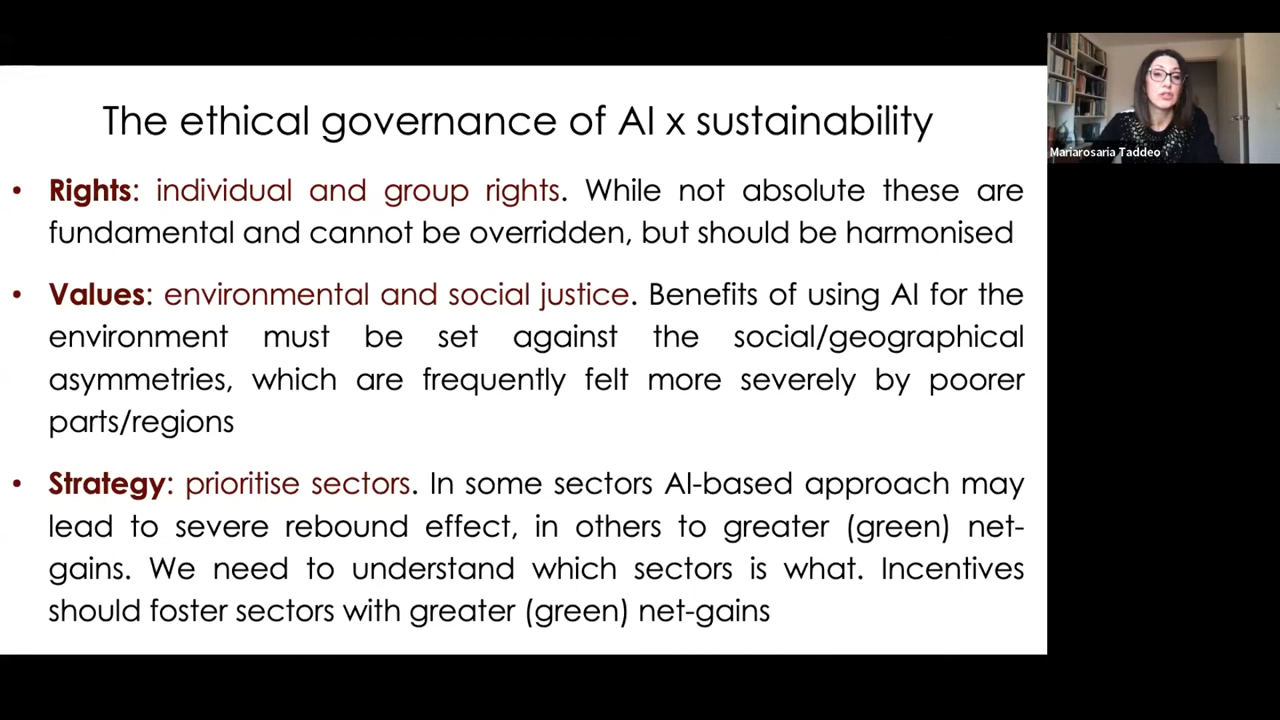 The ethical governance of AI x sustainability
Mariarosaria Taddeo
• Rights: individual and group rights. While not absolute these are
fundamental and cannot be overridden, but should be harmonised
• Values: environmental and social justice. Benefits of using AI for the
environment must be set against the social/geographical
asymmetries, which are frequently felt more severely by poorer
parts/regions
• Strategy: prioritise sectors. In some sectors AI-based approach may
lead to severe rebound effect, in others to greater (green) net-
gains. We need to understand which sectors is what. Incentives
should foster sectors with greater (green) net-gains